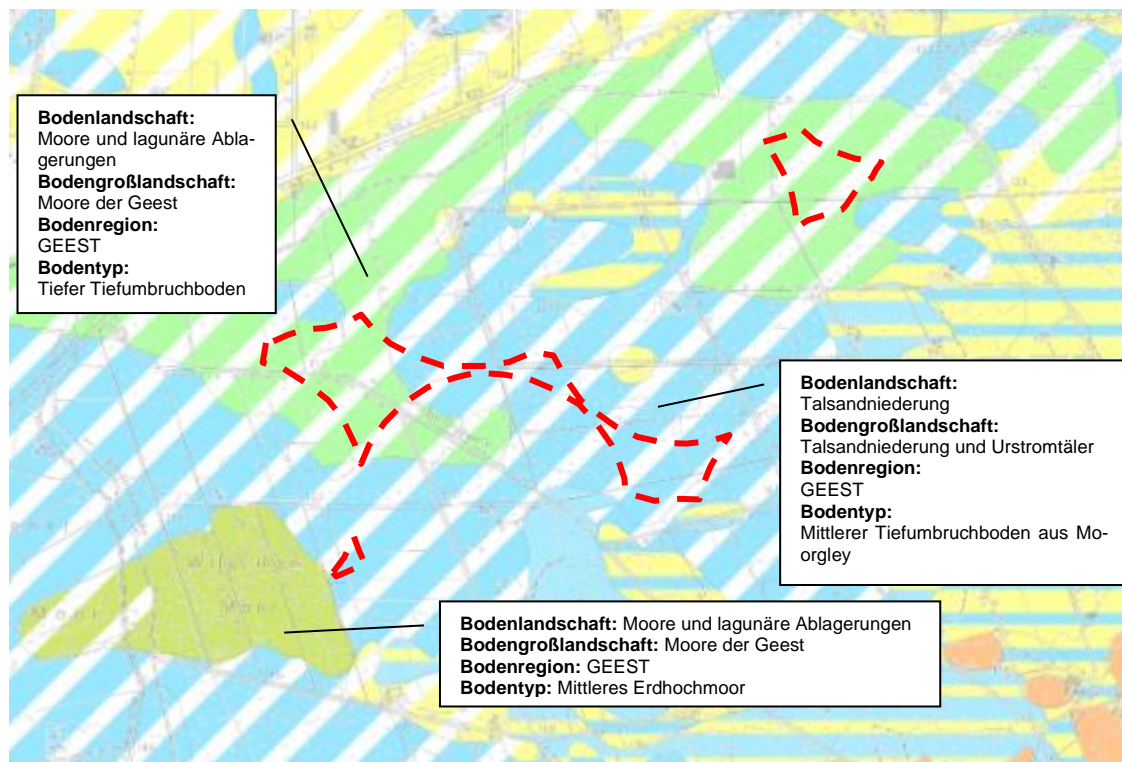 Bodenlandschaft:
Moore und lagunäre Abla-
gerungen
Bodengroßlandschaft:
Moore der Geest
Bodenregion:
GEEST
Bodentyp:
Tiefer Tiefumbruchboden
Bodenlandschaft:
Talsandniederung
Bodengroßlandschaft:
Talsandniederung und Urstromtäler
Bodenregion:
GEEST
Bodentyp:
Mittlerer Tiefumbruchboden aus Mo-
orgley
Moor
Bodenlandschaft: Moore und lagunäre Ablagerungen
Bodengroßlandschaft: Moore der Geest
Bodenregion: GEEST
Bodentyp: Mittleres Erdhochmoor